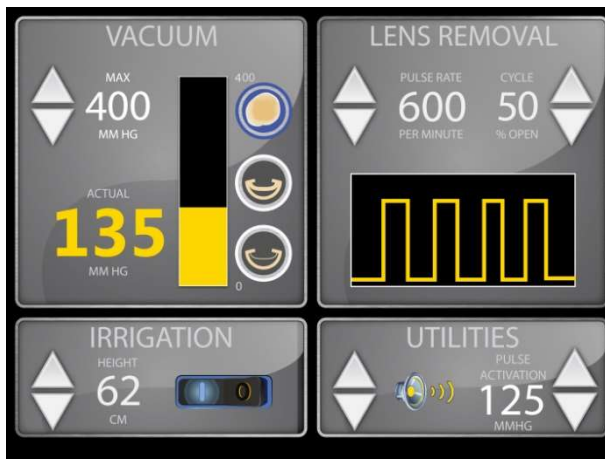 VACUUM
MAX
400
MM HG
ACTUAL
135
MM HG
400
0
LENS REMOVAL
PULSE RATE
600
PER MINUTE
CYCLE
50
% OPEN
IRRIGATION
HEIGHT
62
CM
I O
UTILITIES
PULSE
ACTIVATION
125
MMHG